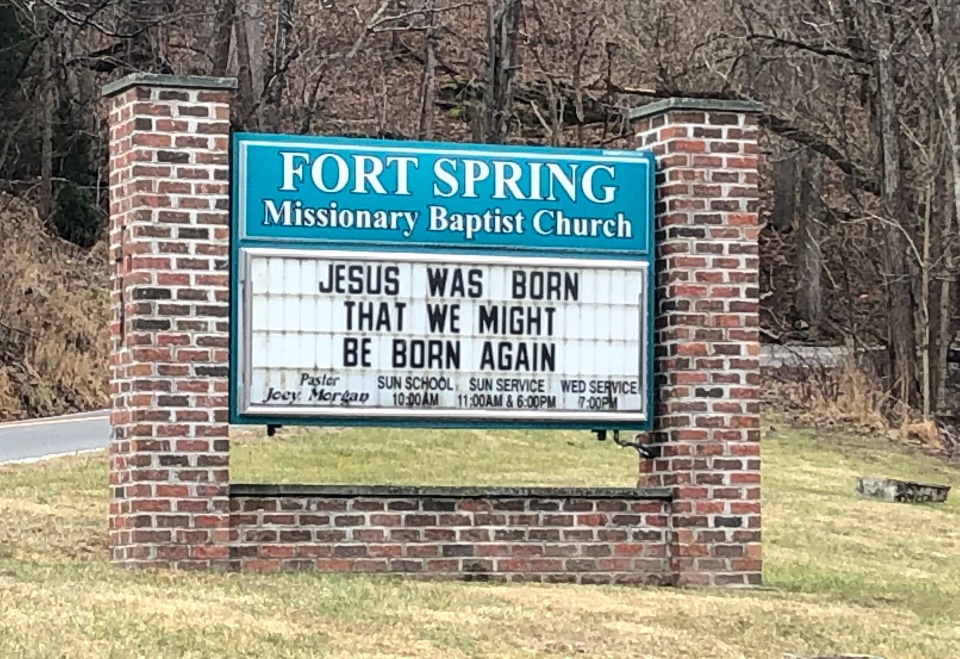 FORT SPRING
Missionary Baptist Church
JESUS WAS BORN
THAT WE MIGHT
BE BORN AGAIN
Pastor
Joey Morgan
SUN SCHOOL
10:00AM
SUN SERVICE
11:00AM & 6:00PM
WED SERVICE
7:00PM